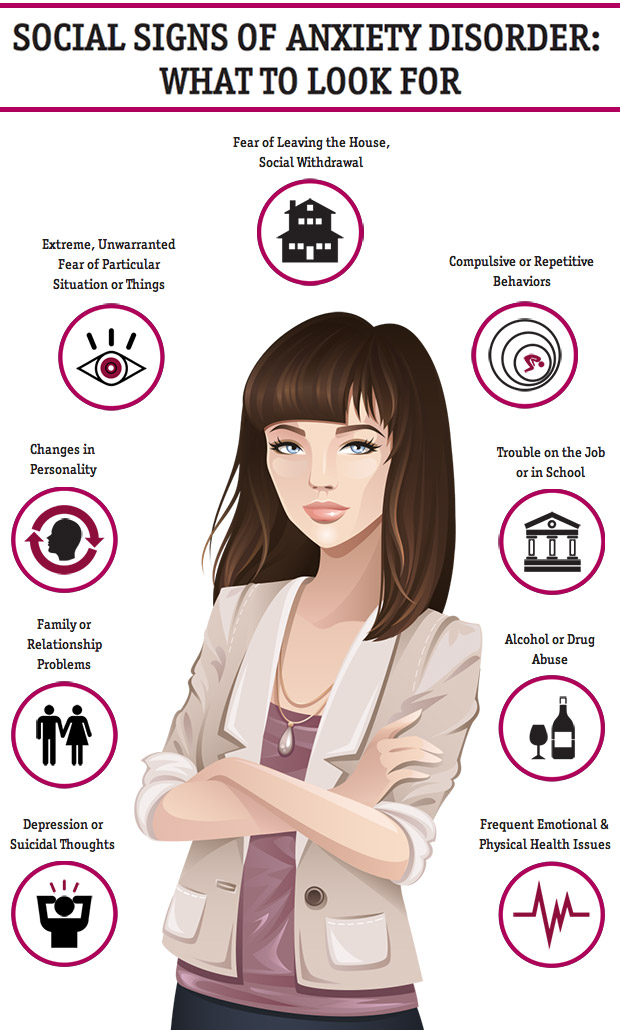 SOCIAL SIGNS OF ANXIETY DISORDER:
WHAT TO LOOK FOR
Fear of Leaving the House,
Social Withdrawal
Extreme, Unwarranted
Fear of Particular
Situation or Things
Compulsive or Repetitive
Behaviors
Changes in
Personality
Trouble on the Job
or in School
Family or
Relationship
Problems
Alcohol or Drug
Abuse
Depression or
Suicidal Thoughts
Frequent Emotional &
Physical Health Issues